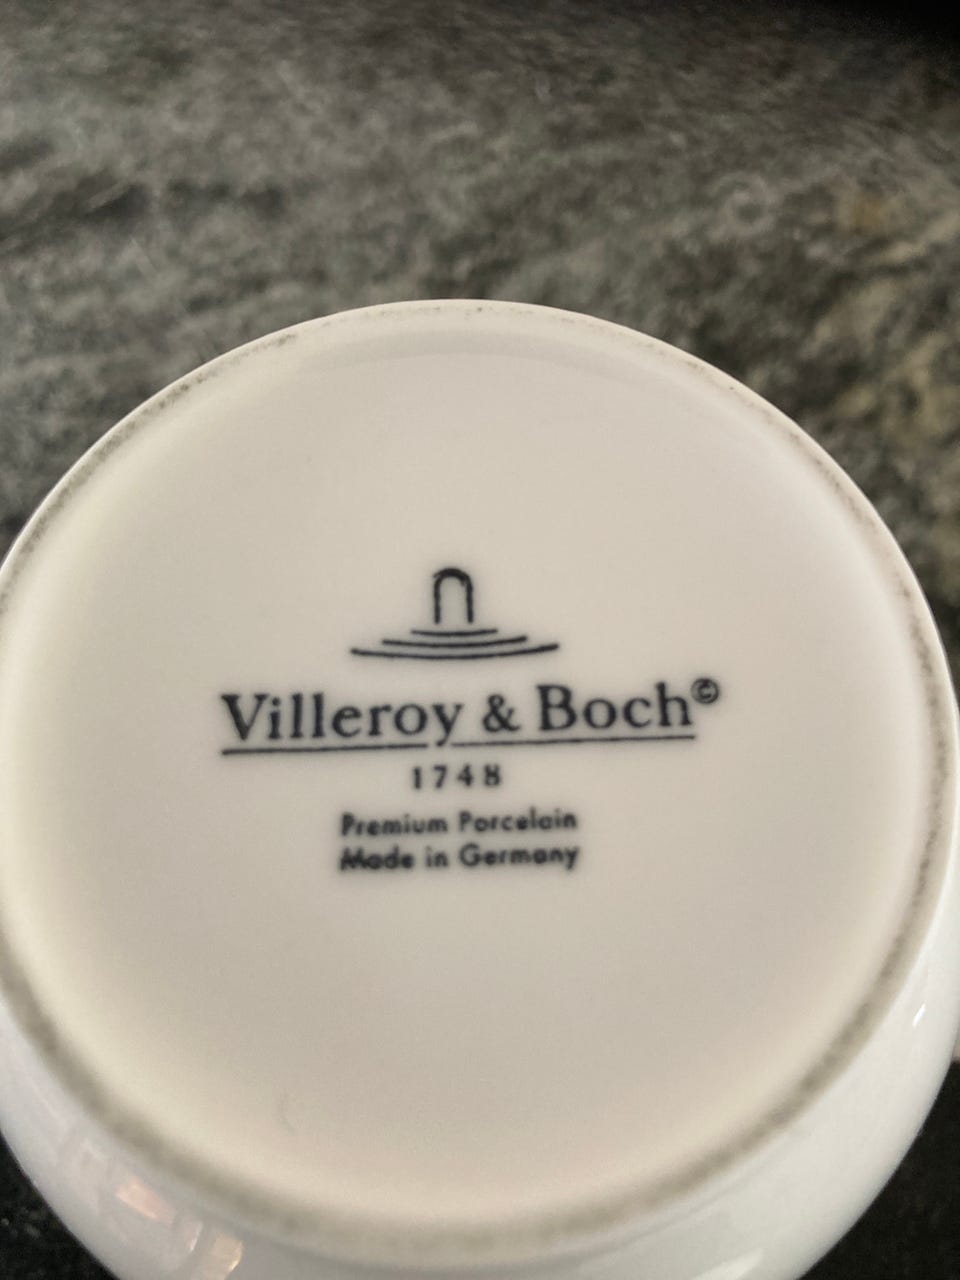 Villeroy & Boch©
1748
Premium Porcelain
Made in Germany